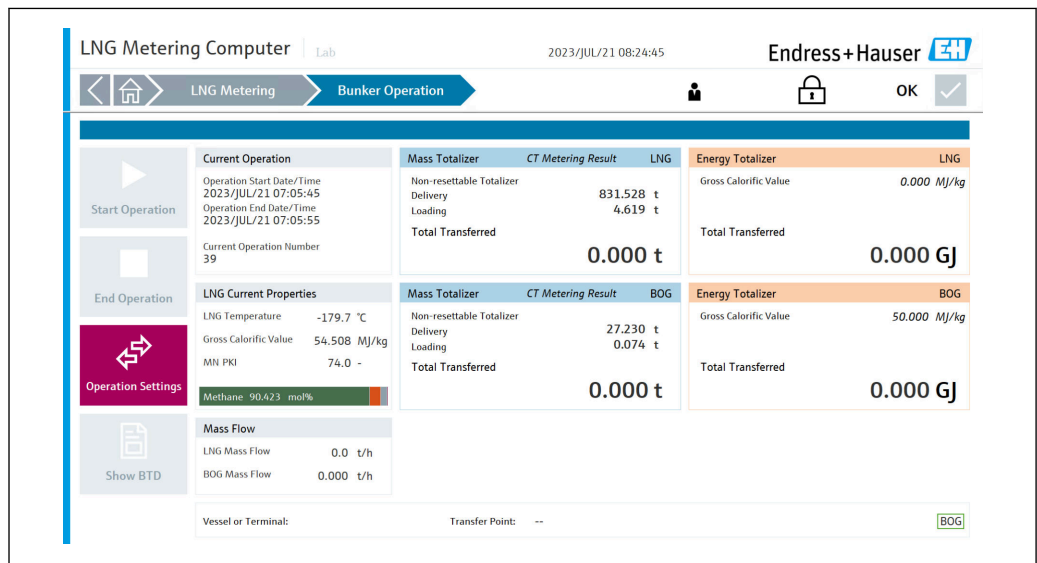 LNG Metering Computer Lab 2023/JUL/21 08:24:45 Endress+Hauser EH
LNG Metering Bunker Operation OK
Start Operation
End Operation
Operation Settings
Show BTD
Current Operation
Operation Start Date/Time
2023/JUL/21 07:05:45
Operation End Date/Time
2023/JUL/21 07:05:55
Current Operation Number
39
Mass Totalizer CT Metering Result LNG
Non-resettable Totalizer
Delivery 831.528 t
Loading 4.619 t
Total Transferred
0.000 t
Energy Totalizer LNG
Gross Calorific Value 0.000 MJ/kg
Total Transferred
0.000 GJ
LNG Current Properties
LNG Temperature -179.7 °C
Gross Calorific Value 54.508 MJ/kg
MN PKI 74.0 -
Methane 90.423 mol%
Mass Totalizer CT Metering Result BOG
Non-resettable Totalizer
Delivery 27.230 t
Loading 0.074 t
Total Transferred
0.000 t
Energy Totalizer BOG
Gross Calorific Value 50.000 MJ/kg
Total Transferred
0.000 GJ
Mass Flow
LNG Mass Flow 0.0 t/h
BOG Mass Flow 0.000 t/h
Vessel or Terminal: Transfer Point: -- BOG